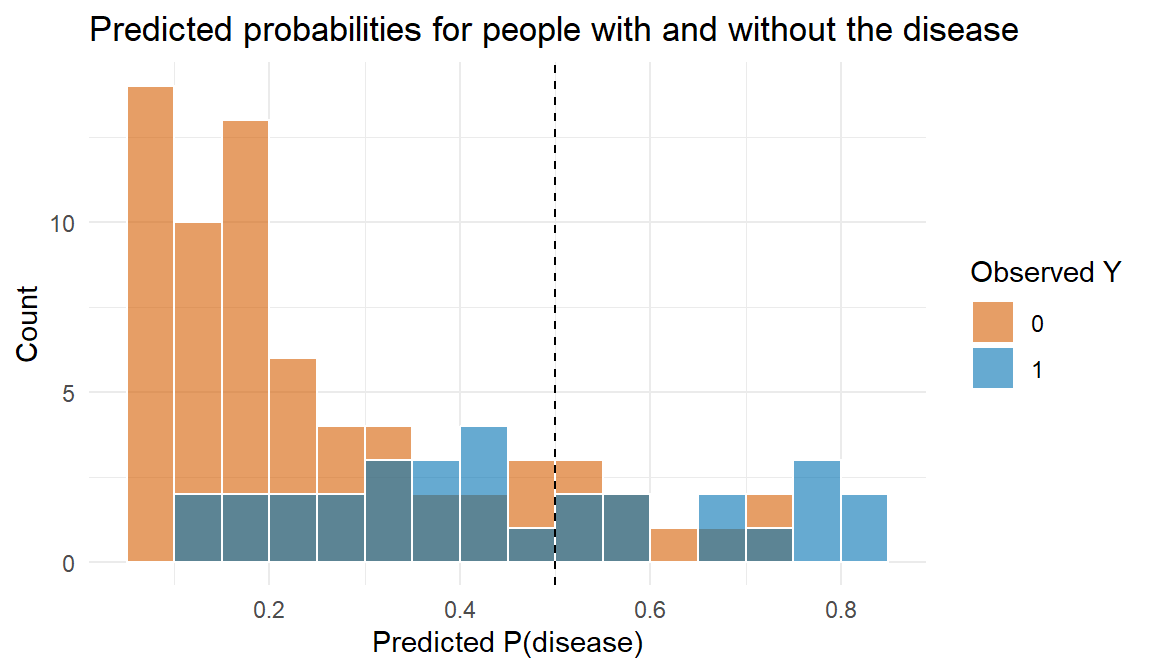 Predicted probabilities for people with and without the disease
Count
10
5
0
0.2
0.4
0.6
0.8
Predicted P(disease)
Observed Y
0
1